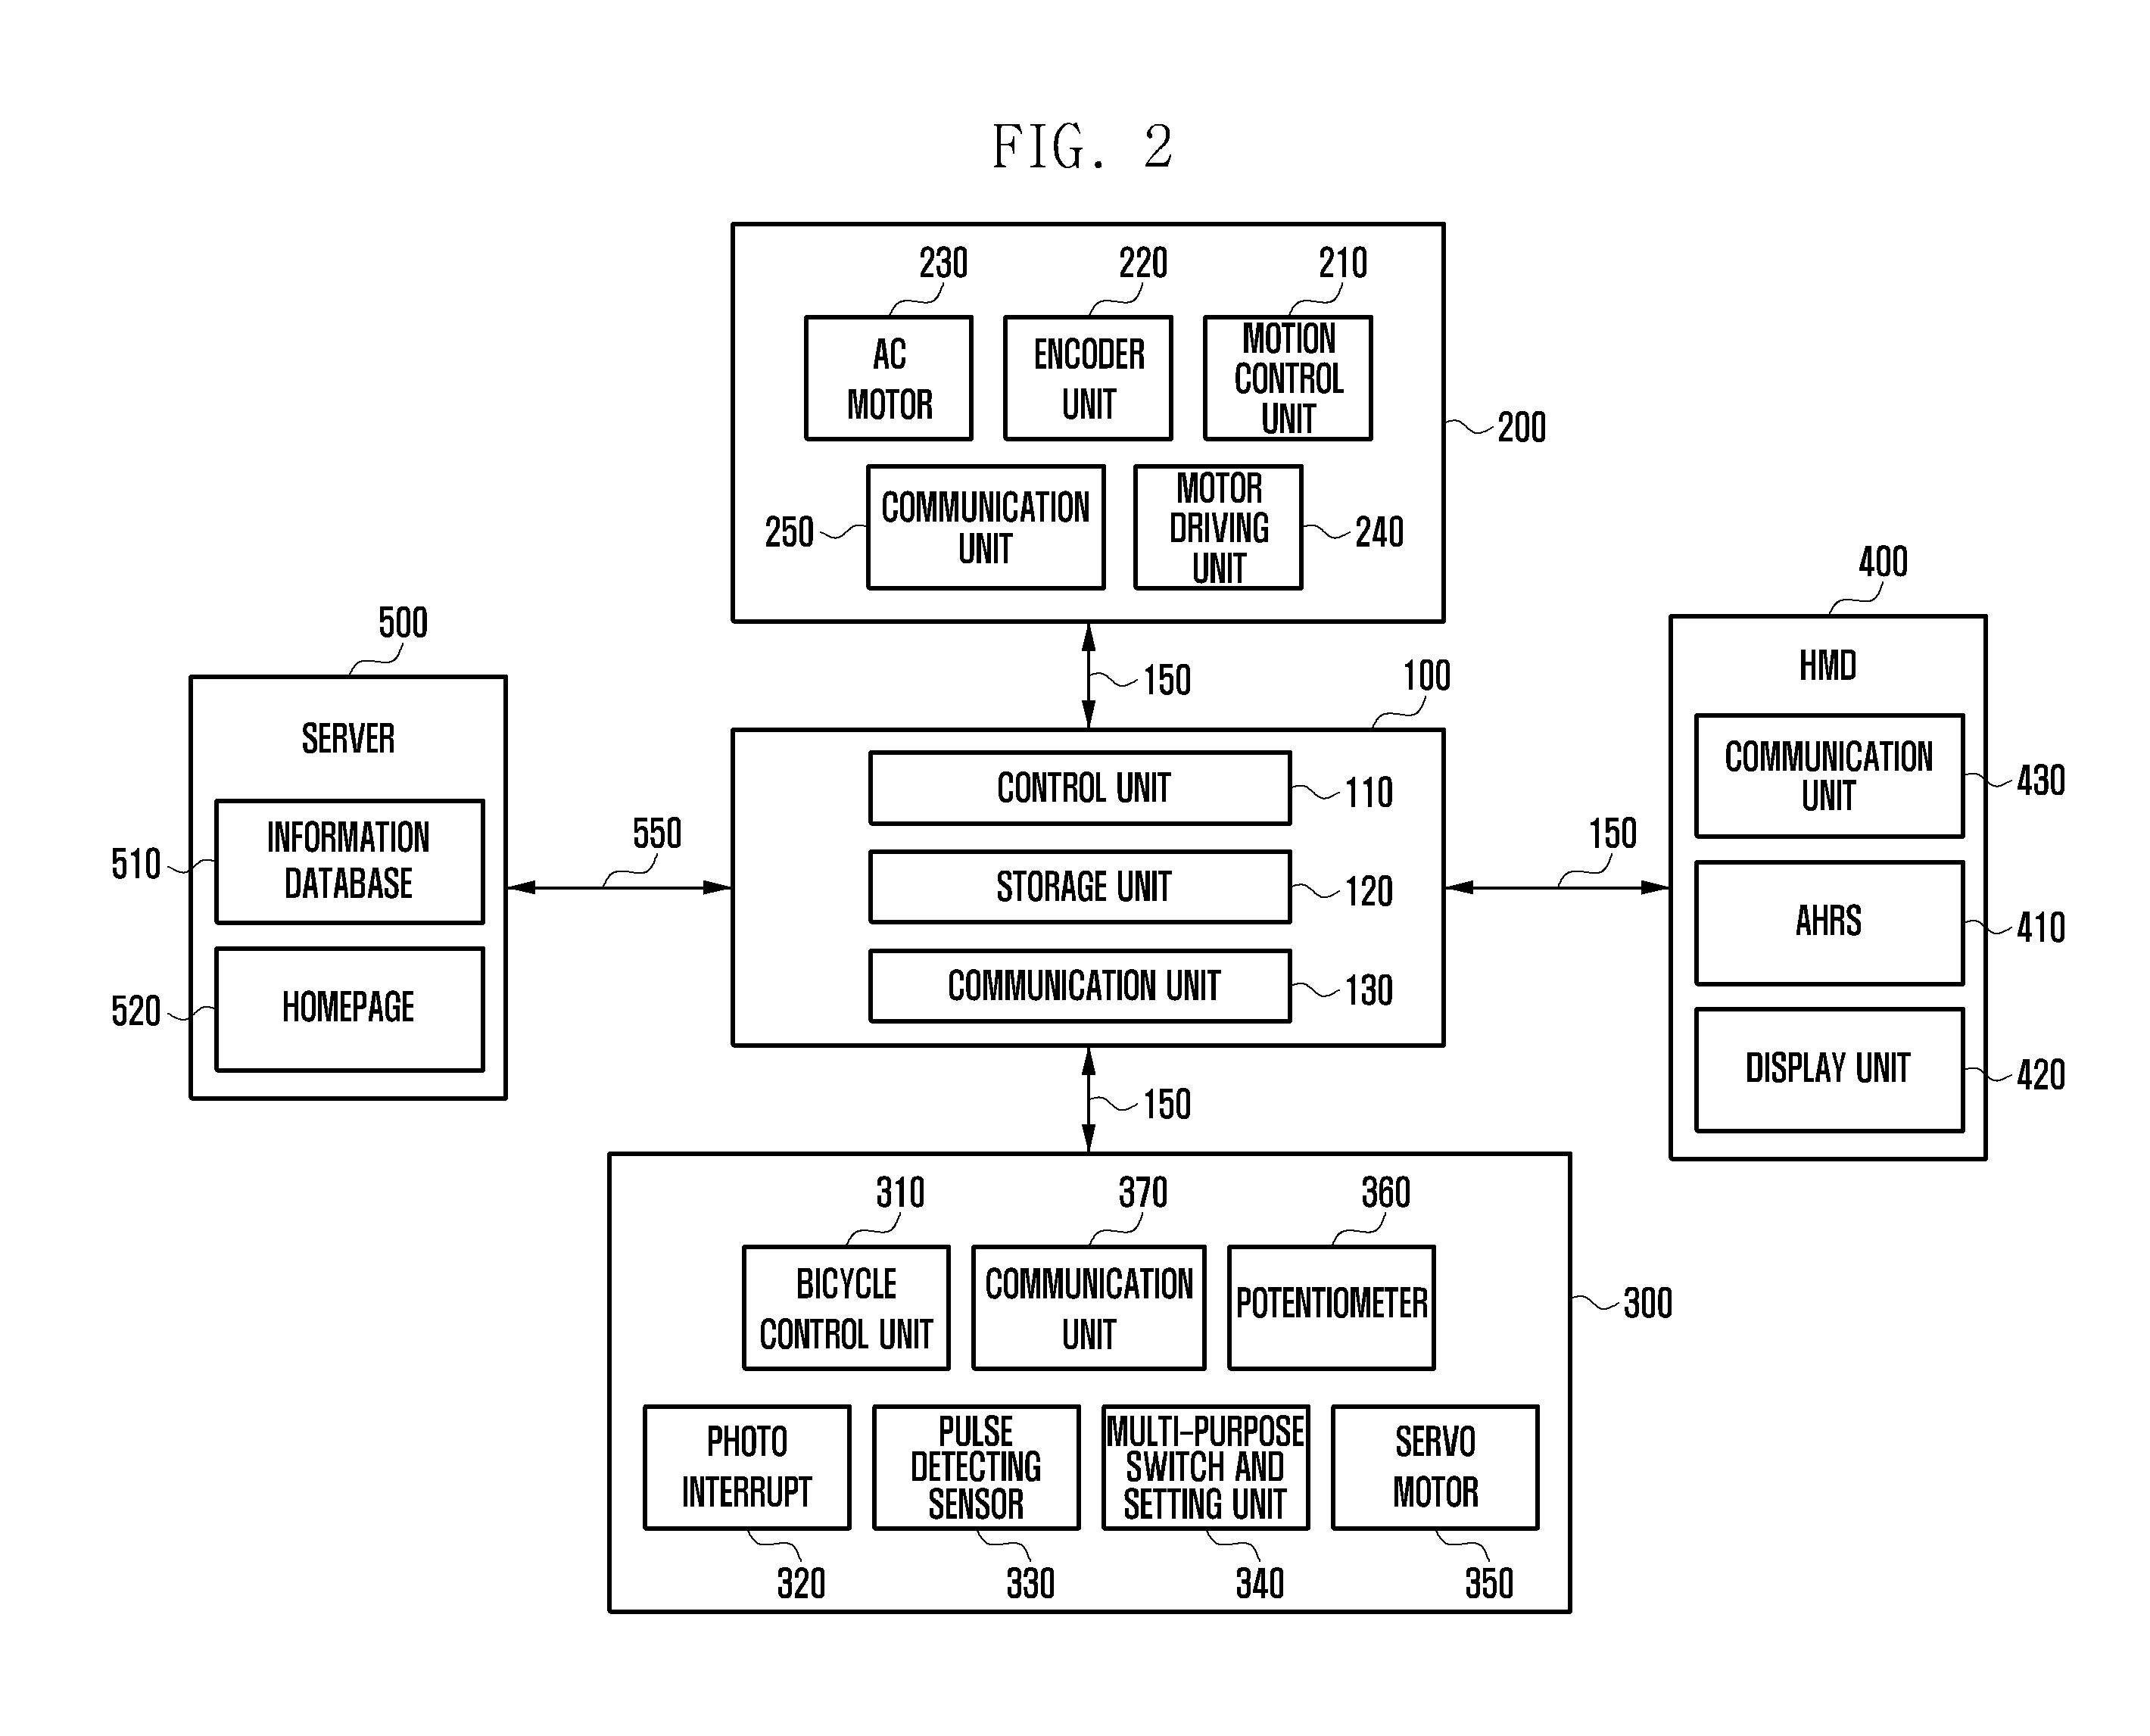 FIG. 2
230
220
210
AC
MOTOR
ENCODER
UNIT
MOTION
CONTROL
UNIT
200
250
COMMUNICATION
UNIT
MOTOR
DRIVING
UNIT
240
150
500
SERVER
510
INFORMATION
DATABASE
520
HOMEPAGE
550
100
CONTROL UNIT
110
STORAGE UNIT
120
COMMUNICATION UNIT
130
150
400
HMD
COMMUNICATION
UNIT
430
AHRS
410
DISPLAY UNIT
420
150
310
370
360
BICYCLE
CONTROL UNIT
COMMUNICATION
UNIT
POTENTIOMETER
300
PHOTO
INTERRUPT
PULSE
DETECTING
SENSOR
MULTI-PURPOSE
SWITCH AND
SETTING UNIT
SERVO
MOTOR
320
330
340
350